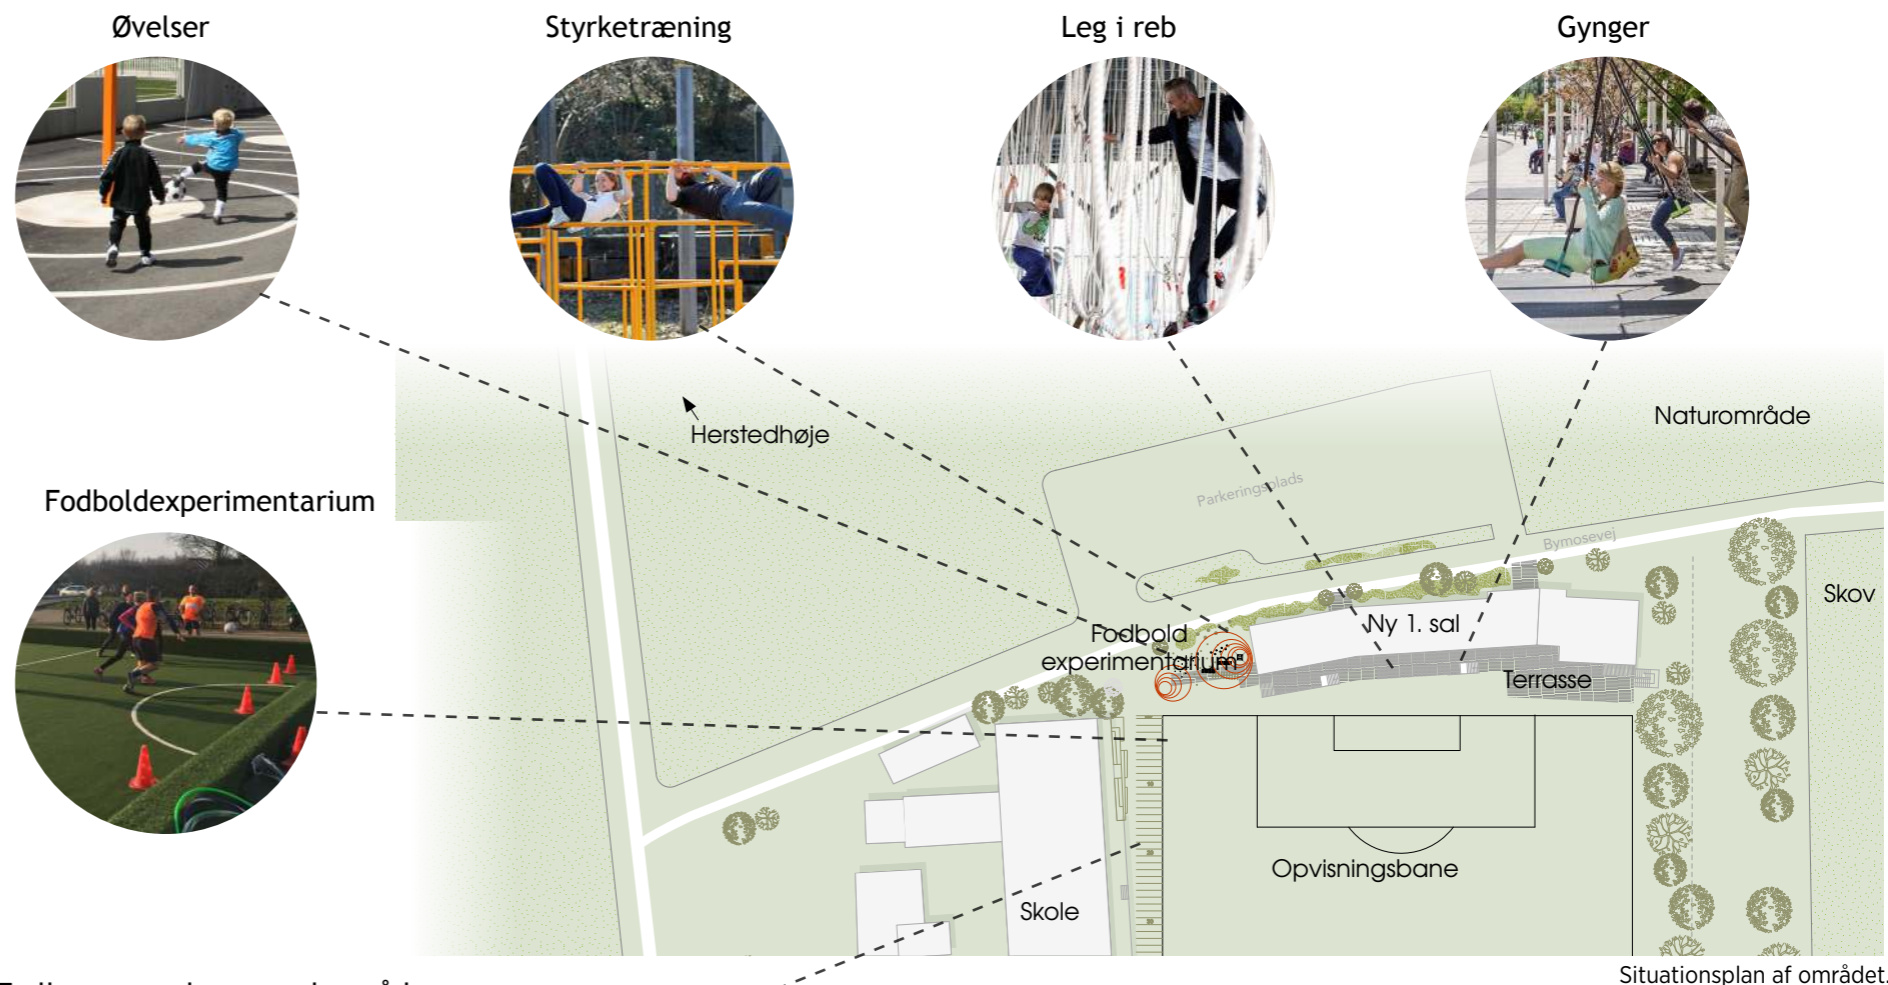 Øvelser
Styrketræning
Leg i reb
Gynger
Herstedhøje
Naturområde
Fodboldexperimentarium
Parkeringsplads
Bymosevej
Skov
Fodbold
experimentarium
Ny 1. sal
Terrasse
Opvisningsbane
Skole
Situationsplan af området.